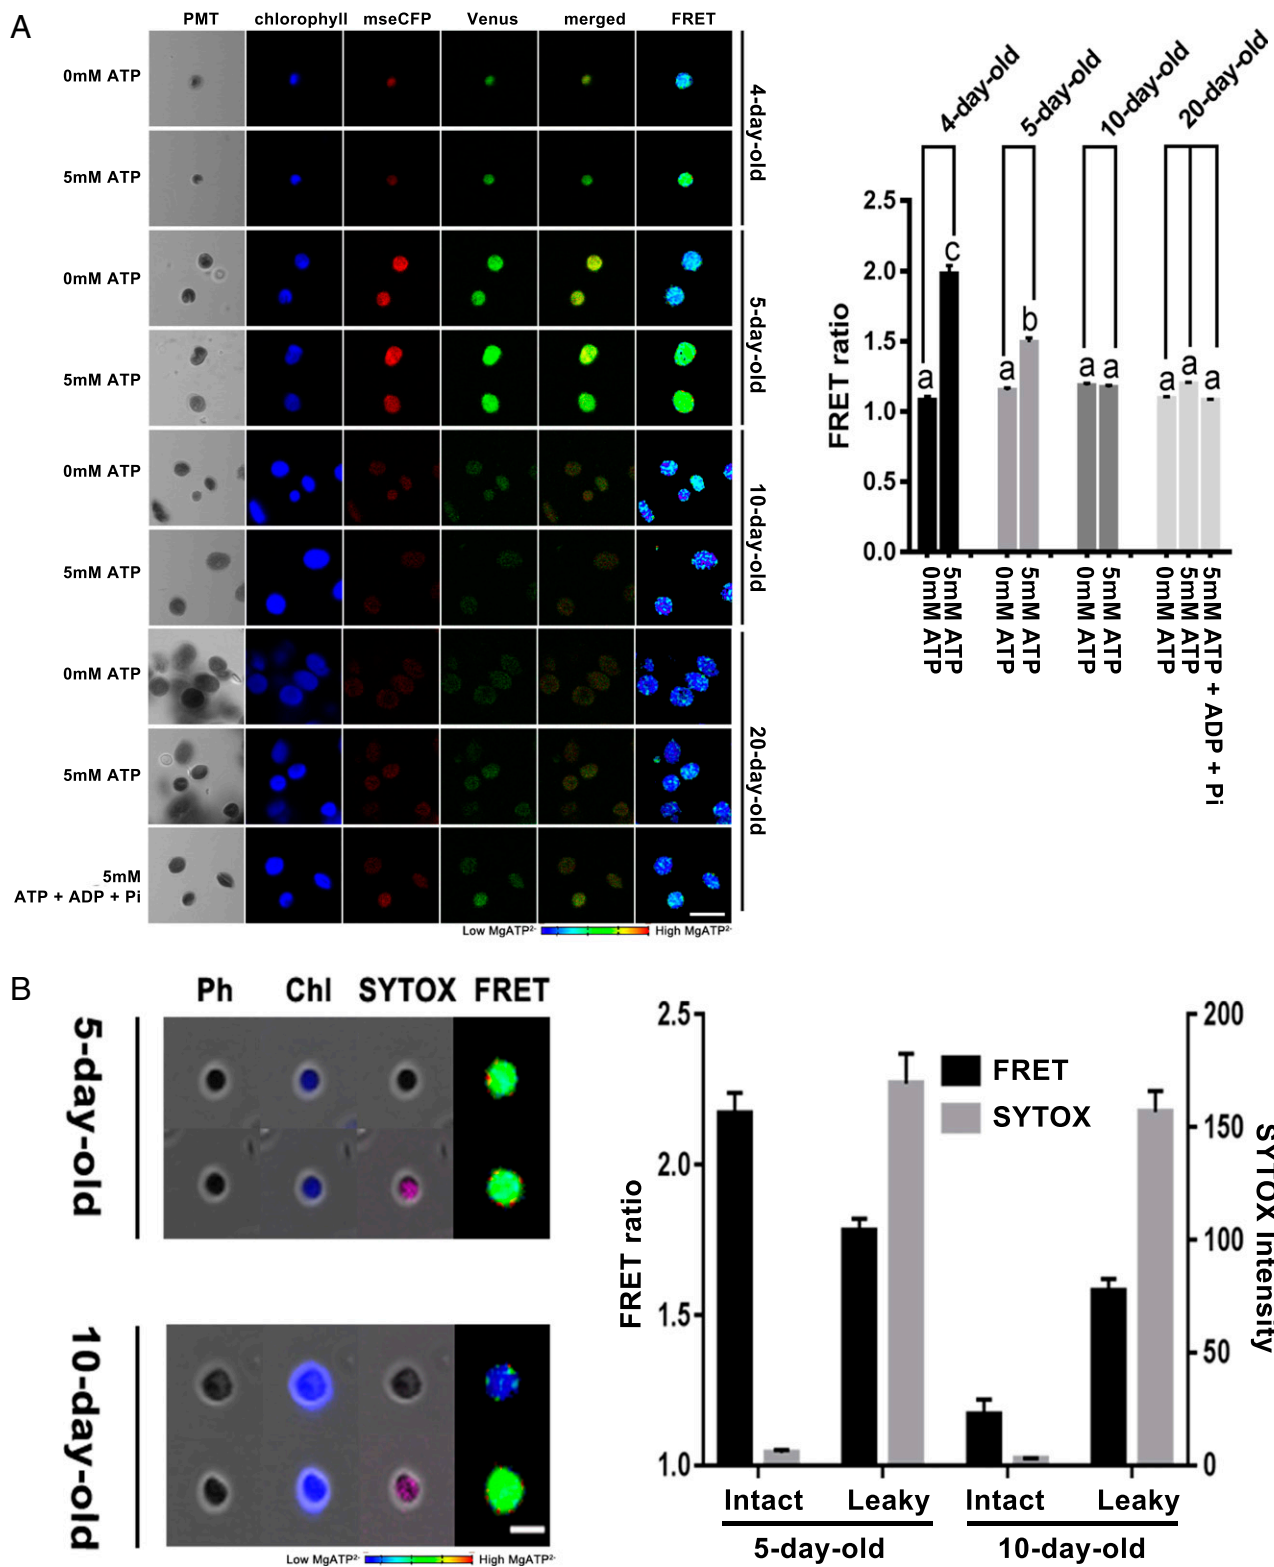 A
PMT chlorophyll mseCFP Venus merged FRET
0mM ATP
5mM ATP
4-day-old
0mM ATP
5mM ATP
5-day-old
0mM ATP
5mM ATP
10-day-old
0mM ATP
5mM ATP
5mM
ATP + ADP + Pi
20-day-old
Low MgATP²⁻ High MgATP²⁻
4-day-old 5-day-old 10-day-old 20-day-old
FRET ratio
2.5
2.0
1.5
1.0
0.5
0.0
a c a b a a a a a
0mM ATP
5mM ATP
0mM ATP
5mM ATP
0mM ATP
5mM ATP
0mM ATP
5mM ATP
5mM ATP + ADP + Pi
B
Ph Chl SYTOX FRET
5-day-old
10-day-old
Low MgATP²⁻ High MgATP²⁻
FRET ratio
2.5
2.0
1.5
1.0
FRET
SYTOX
200
150
100
50
0
SYTOX Intensity
Intact Leaky Intact Leaky
5-day-old 10-day-old